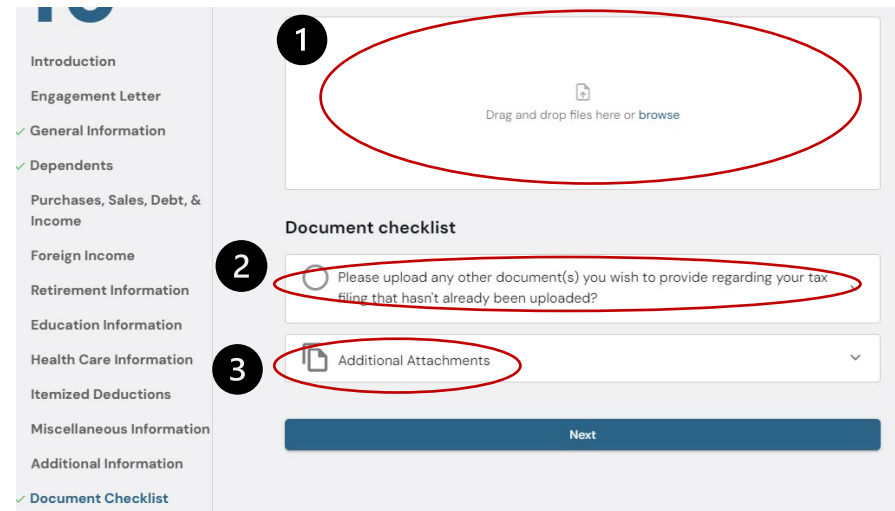 1
Introduction
Engagement Letter
General Information
Dependents
Purchases, Sales, Debt, &
Income
Foreign Income
Retirement Information
Education Information
Health Care Information
Itemized Deductions
Miscellaneous Information
Additional Information
Document Checklist
Drag and drop files here or browse
Document checklist
2
Please upload any other document(s) you wish to provide regarding your tax
filing that hasn't already been uploaded?
3
Additional Attachments
Next